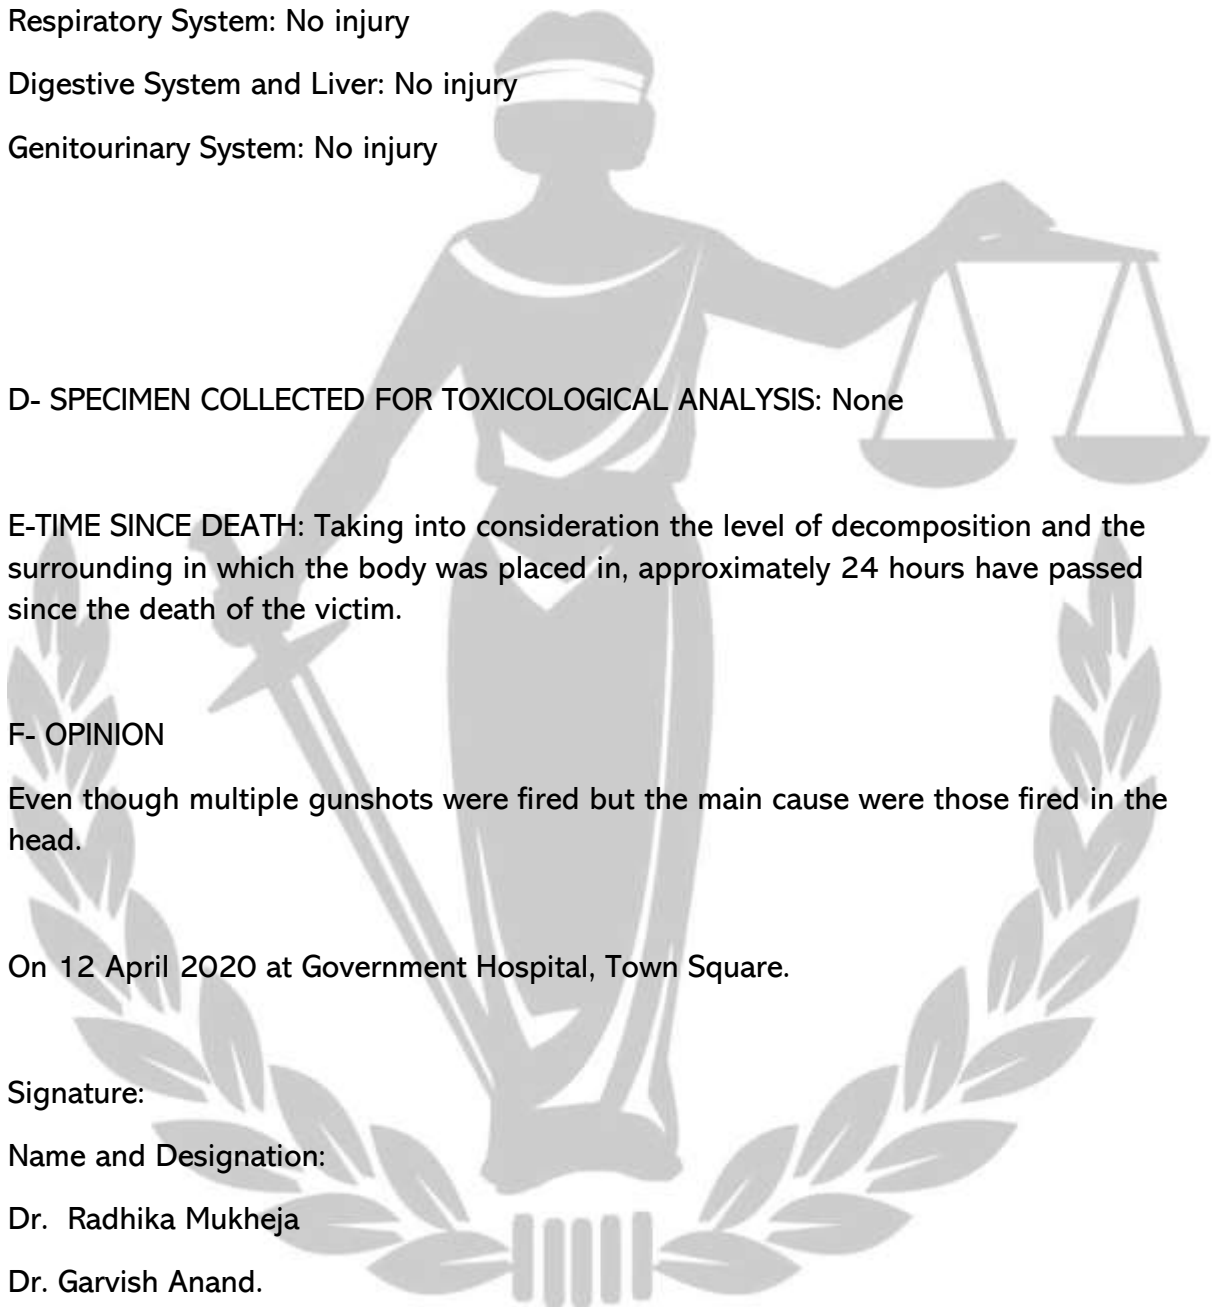 Respiratory System: No injury
Digestive System and Liver: No injury
Genitourinary System: No injury
D- SPECIMEN COLLECTED FOR TOXICOLOGICAL ANALYSIS: None
E-TIME SINCE DEATH: Taking into consideration the level of decomposition and the
surrounding in which the body was placed in, approximately 24 hours have passed
since the death of the victim.
F- OPINION
Even though multiple gunshots were fired but the main cause were those fired in the
head.
On 12 April 2020 at Government Hospital, Town Square.
Signature:
Name and Designation:
Dr.  Radhika Mukheja
Dr. Garvish Anand.